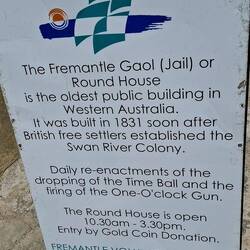 The Fremantle Gaol (Jail) or
Round House
is the oldest public building in
Western Australia.
It was built in 1831 soon after
British free settlers established the
Swan River Colony.
Daily re-enactments of the
dropping of the Time Ball and the
firing of the One-o'clock Gun.
The Round House is open
10.30am - 3.30pm.
Entry by Gold Coin Donation.
FREMANTLE